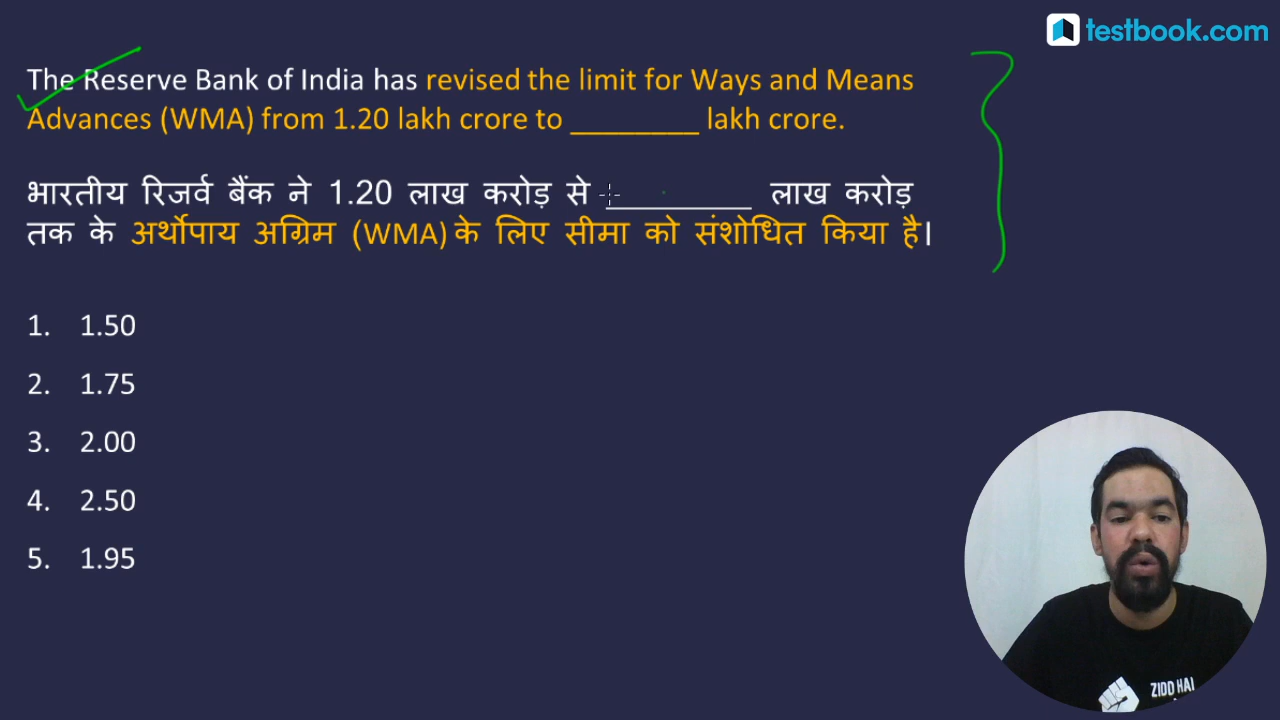 testbook.com
The Reserve Bank of India has revised the limit for Ways and Means
Advances (WMA) from 1.20 lakh crore to ________ lakh crore.
भारतीय रिजर्व बैंक ने 1.20 लाख करोड़ से ________ लाख करोड़
तक के अर्थोपाय अग्रिम (WMA) के लिए सीमा को संशोधित किया है।
1. 1.50
2. 1.75
3. 2.00
4. 2.50
5. 1.95
ZIDD HAI